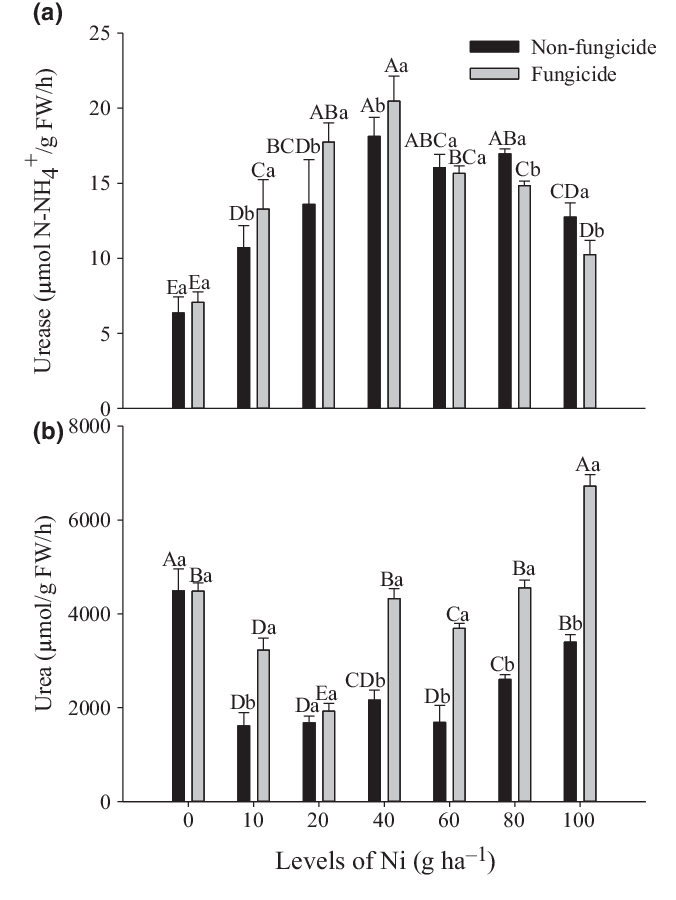 (a)
25
20
15
10
5
0
Urease (µmol N-NH4+/g FW/h)
Non-fungicide
Fungicide
Ea Ea
Db Ca
BCDb ABa
Ab Aa
ABCa BCa
ABa Cb
CDa Db
(b)
8000
6000
4000
2000
0
Urea (µmol/g FW/h)
Aa Ba
Db Da
Da Ea
CDb Ba
Db Ca
Cb Ba
Bb Aa
0 10 20 40 60 80 100
Levels of Ni (g ha–1)